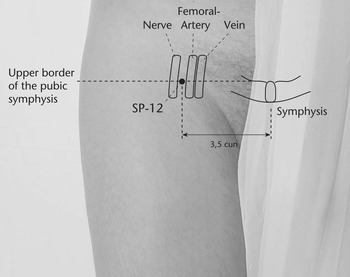 Femoral-
Nerve Artery Vein
Upper border
of the pubic
symphysis
SP-12
Symphysis
3,5 cun